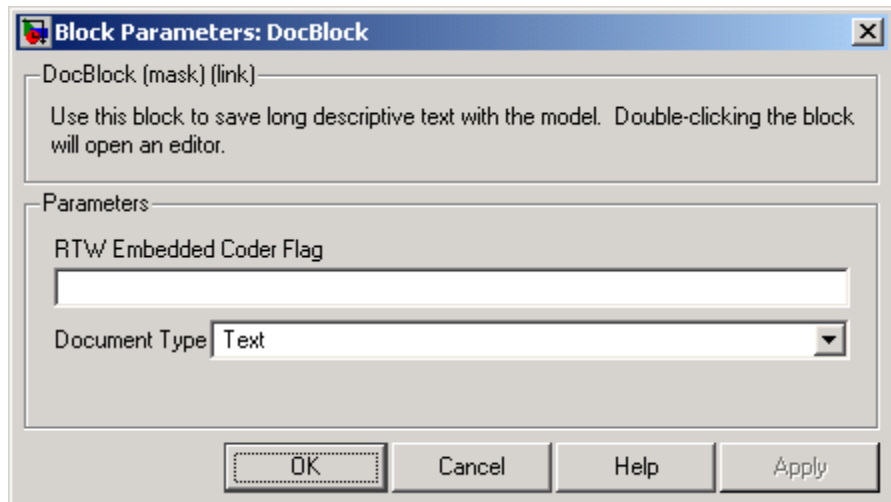 Block Parameters: DocBlock
DocBlock (mask) (link)
Use this block to save long descriptive text with the model.  Double-clicking the block
will open an editor.
Parameters
RTW Embedded Coder Flag
Document Type Text
OK Cancel Help Apply